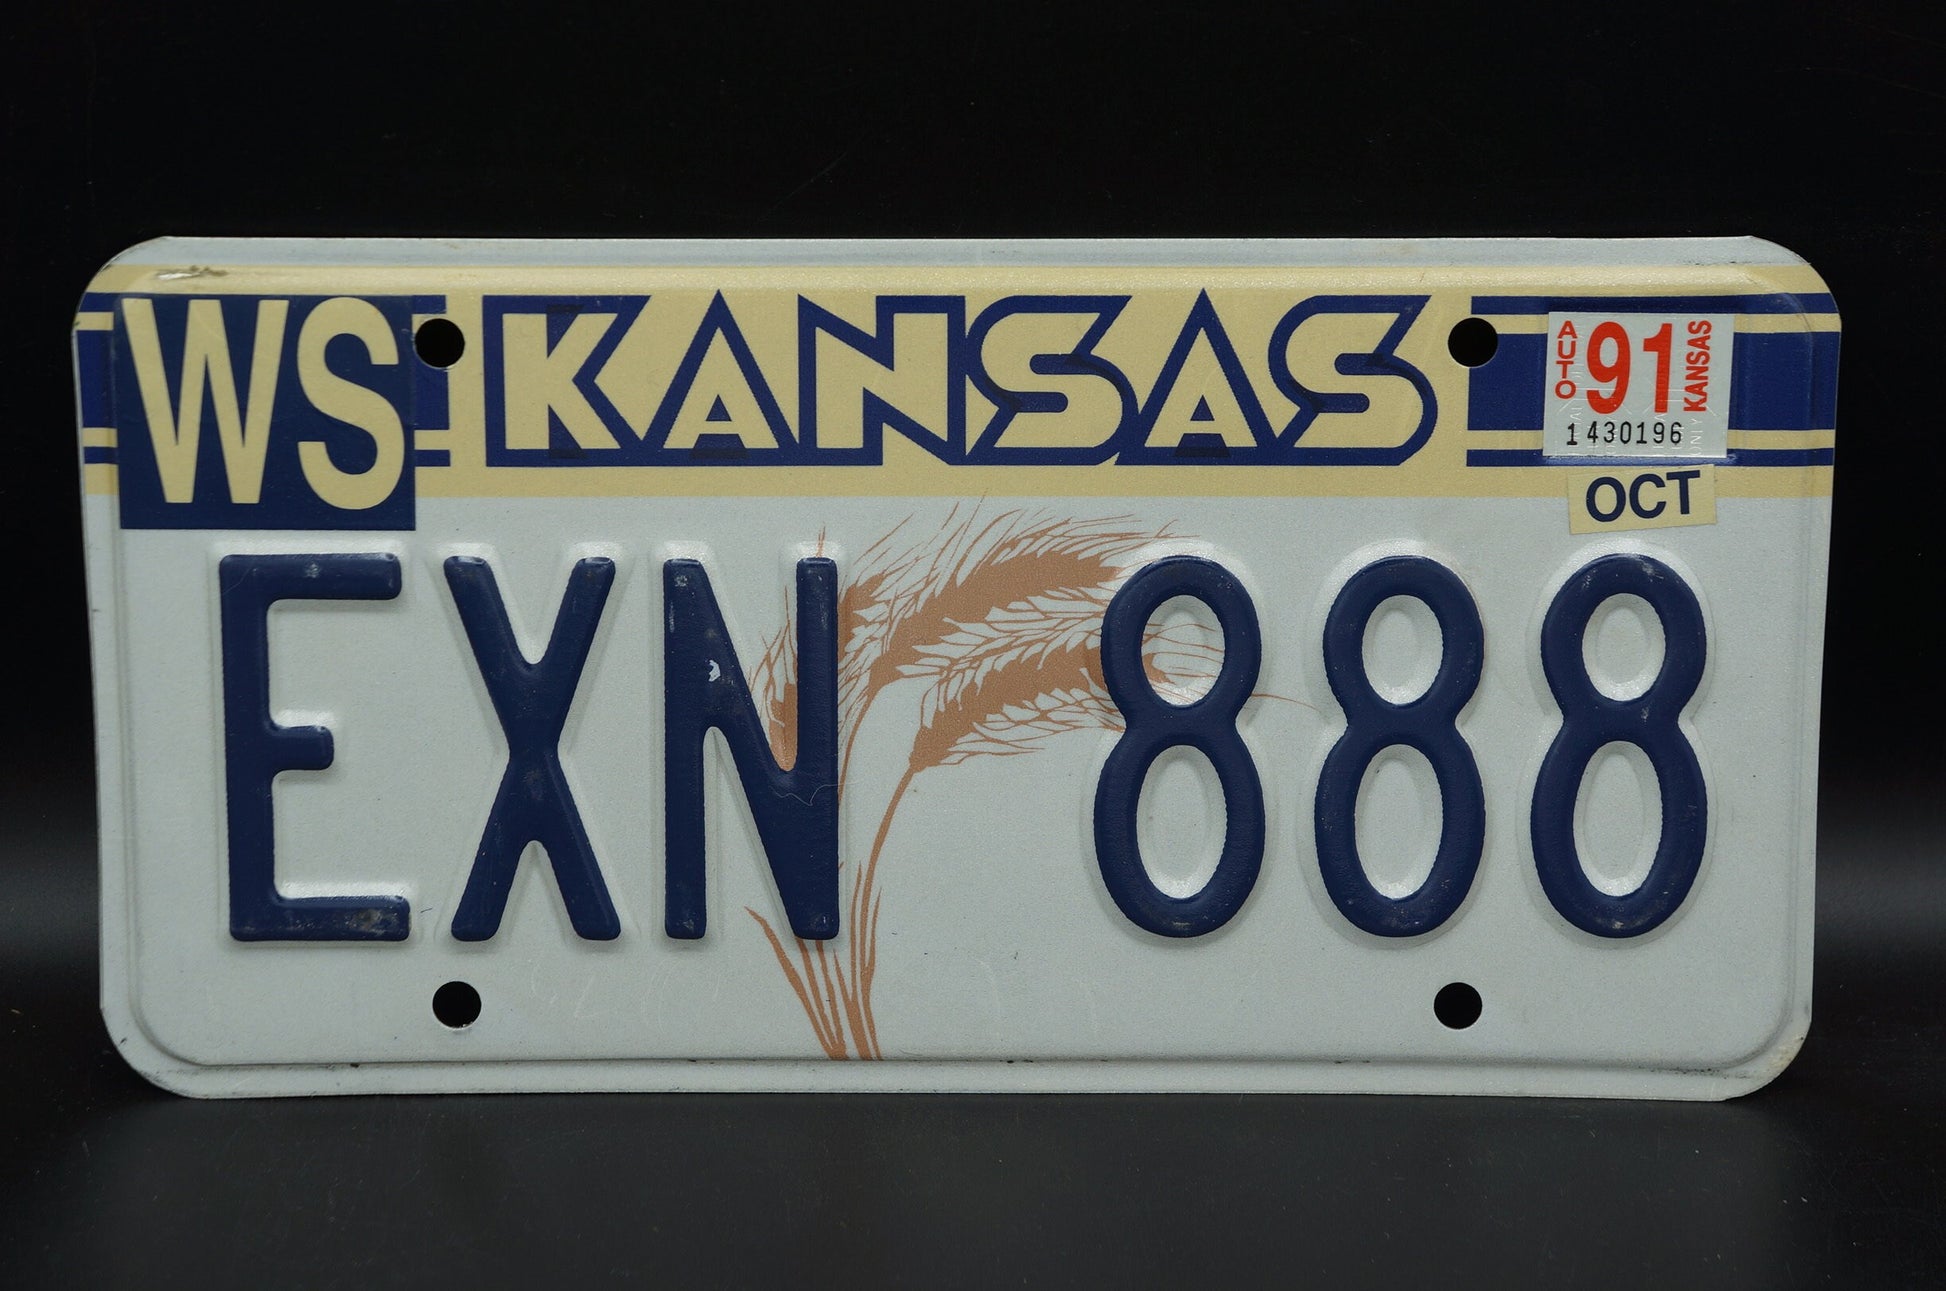 WS KANSAS
AUTO 91 KANSAS
1430196
OCT
EXN 888